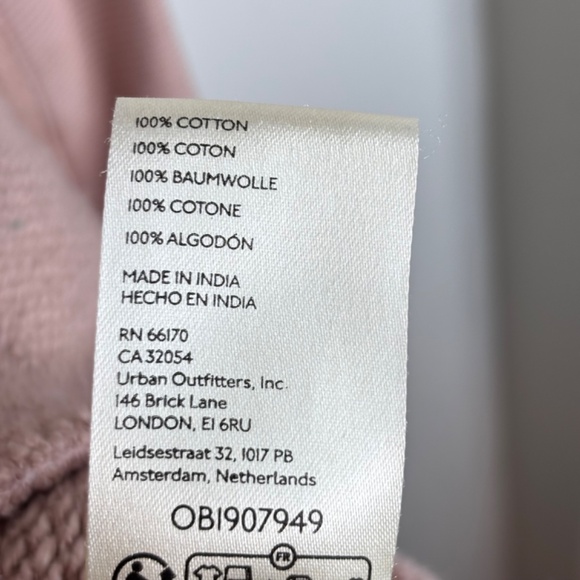 100% COTTON
100% COTON
100% BAUMWOLLE
100% COTONE
100% ALGODÓN
MADE IN INDIA
HECHO EN INDIA
RN 66170
CA 32054
Urban Outfitters, Inc.
146 Brick Lane
LONDON, E1 6RU
Leidsestraat 32, 1017 PB
Amsterdam, Netherlands
OB1907949
FR